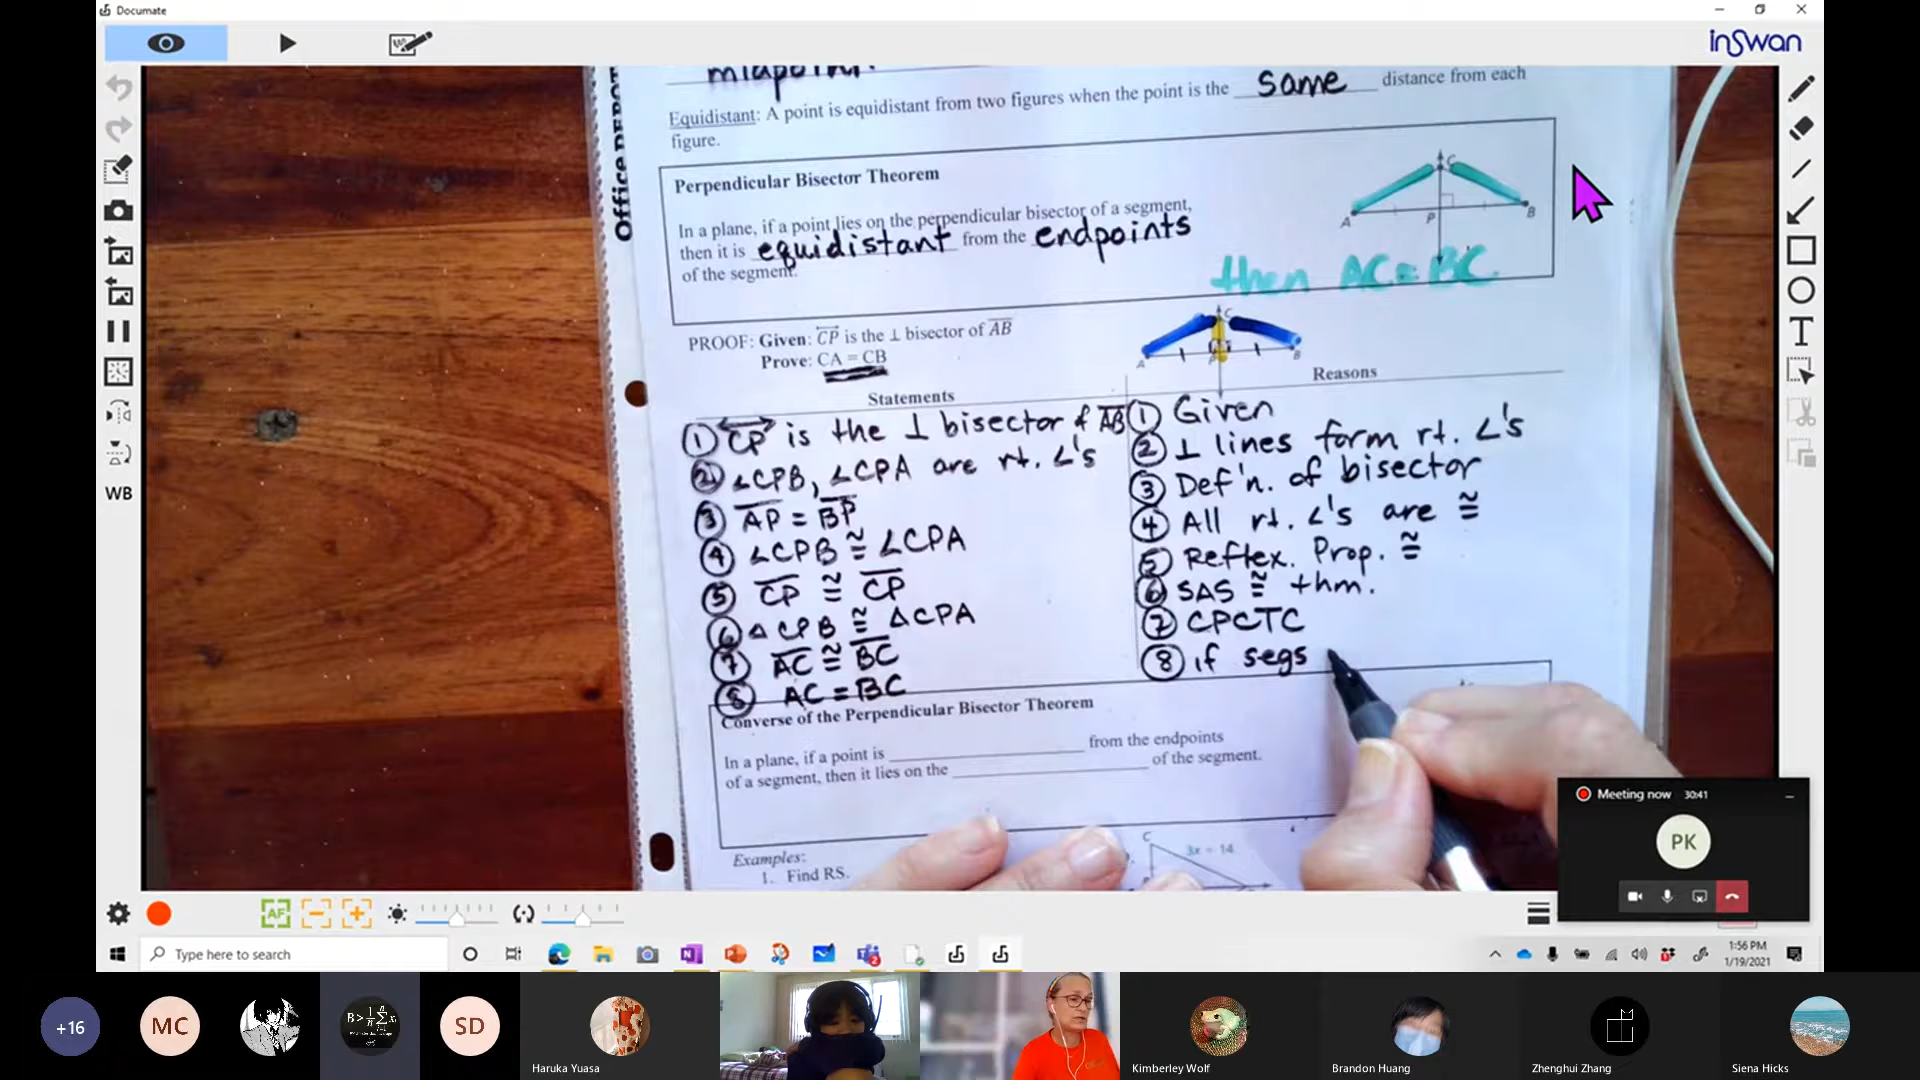 Documate
inSwan
midpoint.
Equidistant: A point is equidistant from two figures when the point is the same distance from each
figure.
Office DEPOT
Perpendicular Bisector Theorem
In a plane, if a point lies on the perpendicular bisector of a segment,
then it is equidistant from the endpoints
of the segment.
C
A
P
B
then AC = BC
PROOF: Given: CP is the ⊥ bisector of AB
Prove: CA = CB
C
A
P
B
Statements
Reasons
① CP is the ⊥ bisector of AB
① Given
② ∠CPB, ∠CPA are rt. ∠'s
② ⊥ lines form rt. ∠'s
③ AP = BP
③ Def'n. of bisector
④ ∠CPB ≅ ∠CPA
④ All rt. ∠'s are ≅
⑤ CP ≅ CP
⑤ Reflex. Prop. ≅
⑥ △CPB ≅ △CPA
⑥ SAS ≅ thm.
⑦ AC ≅ BC
⑦ CPCTC
⑧ AC = BC
⑧ if segs
Converse of the Perpendicular Bisector Theorem
In a plane, if a point is ____________ from the endpoints
of a segment, then it lies on the ____________ of the segment.
Examples:
1. Find RS.
C
3x - 14
WB
AF
Meeting now 30:41
PK
Type here to search
1:56 PM
1/19/2021
+16
MC
SD
Haruka Yuasa
Kimberley Wolf
Brandon Huang
Zhenghui Zhang
Siena Hicks